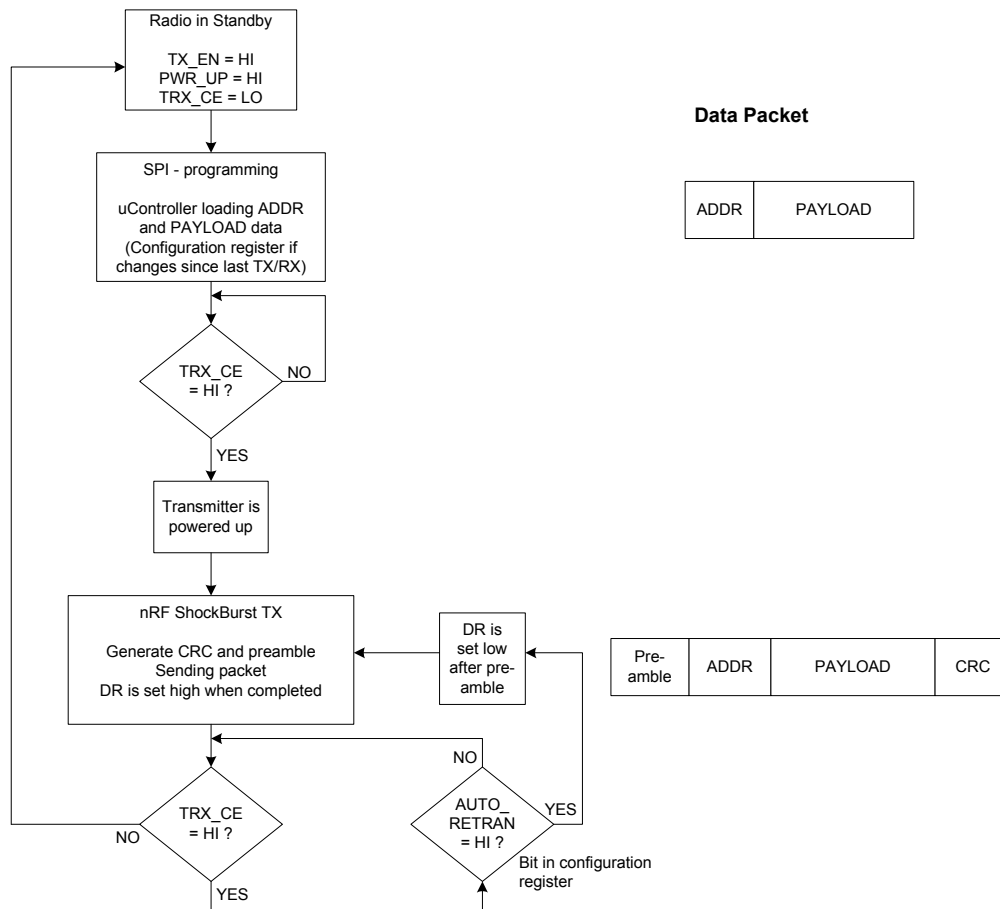 Radio in Standby
TX_EN = HI
PWR_UP = HI
TRX_CE = LO
Data Packet
SPI - programming
uController loading ADDR
and PAYLOAD data
(Configuration register if
changes since last TX/RX)
ADDR
PAYLOAD
TRX_CE
= HI ?
NO
YES
Transmitter is
powered up
nRF ShockBurst TX
Generate CRC and preamble
Sending packet
DR is set high when completed
DR is
set low
after pre-
amble
Pre-
amble
ADDR
PAYLOAD
CRC
NO
TRX_CE
= HI ?
NO
YES
AUTO_
RETRAN
= HI ?
YES
Bit in configuration
register